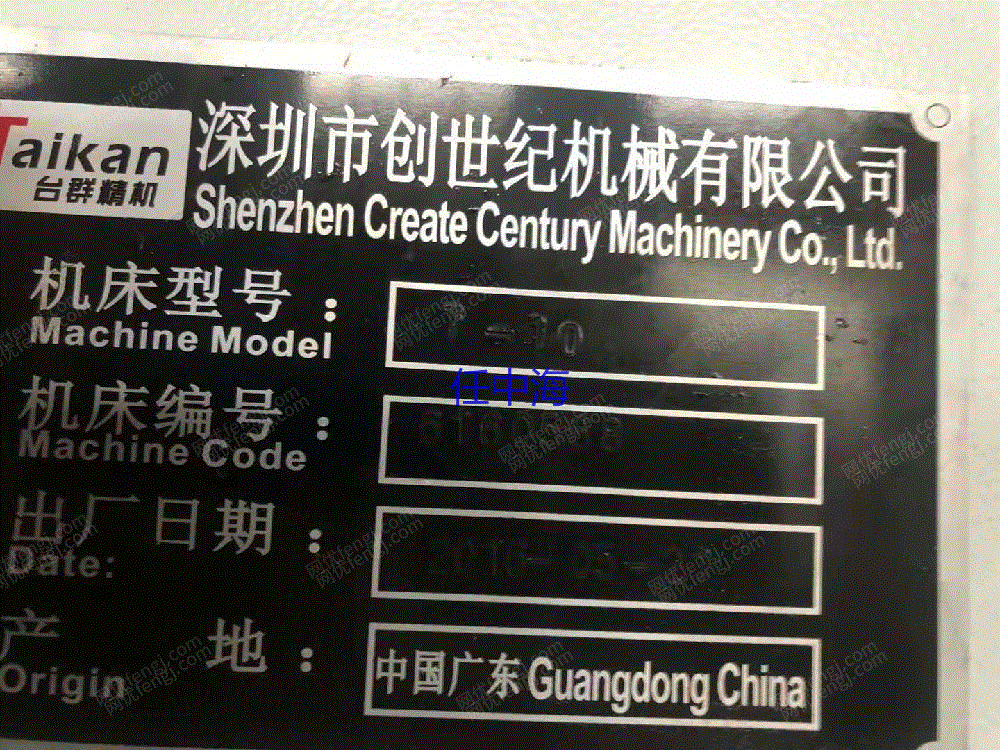 Taikan
台群精机
深圳市创世纪机械有限公司
Shenzhen Create Century Machinery Co., Ltd.
机床型号：
Machine Model
任中海
机床编号：
Machine Code
出厂日期：
Date:
产地：
Origin
中国广东 Guangdong China